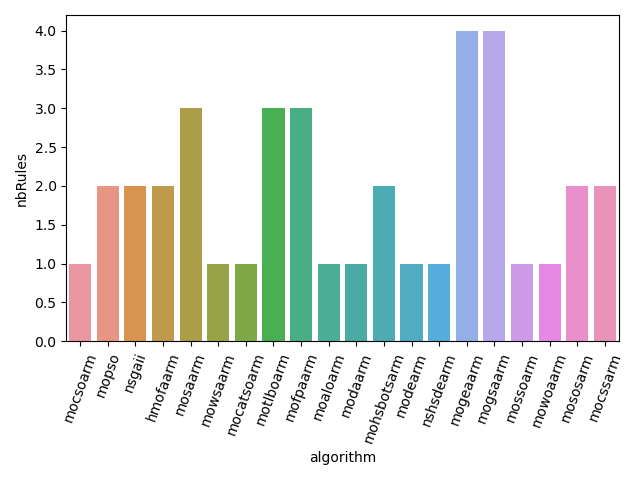 4.0
3.5
3.0
2.5
2.0
1.5
1.0
0.5
0.0
nbRules
mocsoarm
mopso
nsgaii
hmofaarm
mosaarm
mowsaarm
mocatsoarm
motlboarm
mofpaarm
moaloarm
modaarm
mohsbotsarm
modearm
nshsdearm
mogeaarm
mogsaarm
mossoarm
mowoaarm
mososarm
mocssarm
algorithm